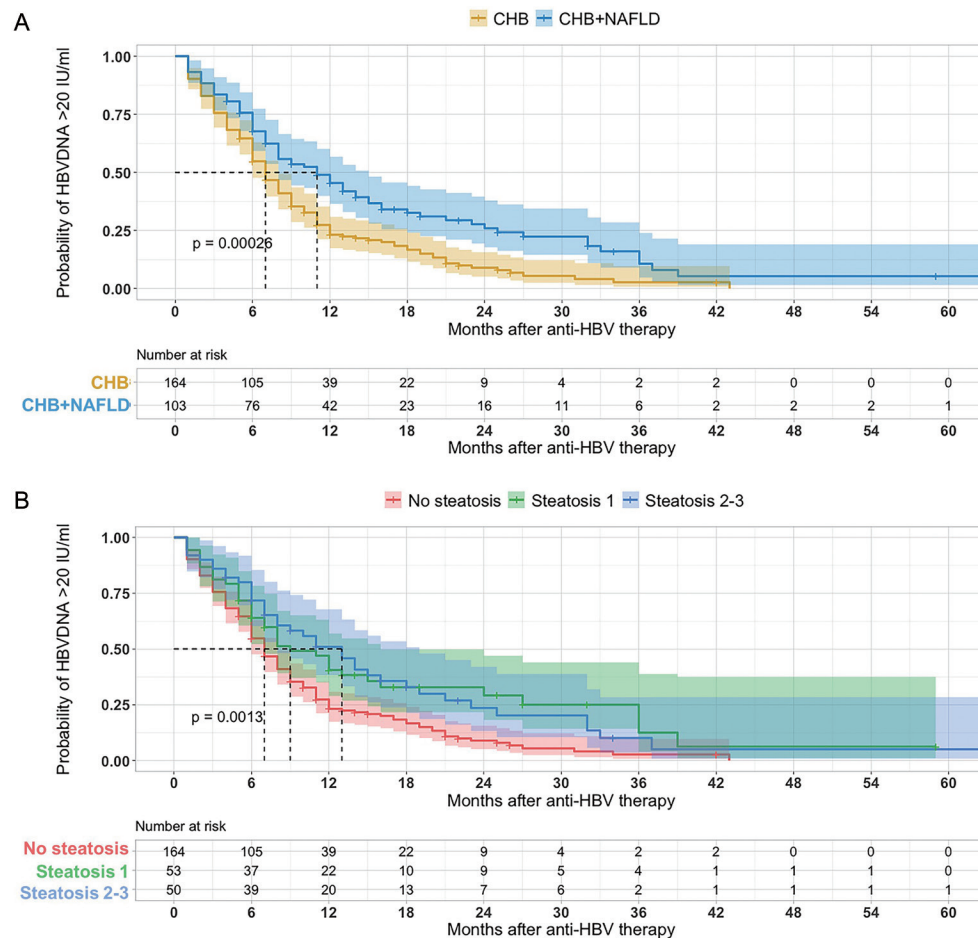 A
CHB CHB+NAFLD
Probability of HBVDNA >20 IU/ml
1.00
0.75
0.50
0.25
0.00
p = 0.00026
0 6 12 18 24 30 36 42 48 54 60
Months after anti-HBV therapy
Number at risk
CHB 164 105 39 22 9 4 2 2 0 0 0
CHB+NAFLD 103 76 42 23 16 11 6 2 2 2 1
0 6 12 18 24 30 36 42 48 54 60
Months after anti-HBV therapy
B
No steatosis Steatosis 1 Steatosis 2-3
Probability of HBVDNA >20 IU/ml
1.00
0.75
0.50
0.25
0.00
p = 0.0013
0 6 12 18 24 30 36 42 48 54 60
Months after anti-HBV therapy
Number at risk
No steatosis 164 105 39 22 9 4 2 2 0 0 0
Steatosis 1 53 37 22 10 9 5 4 1 1 1 0
Steatosis 2-3 50 39 20 13 7 6 2 1 1 1 1
0 6 12 18 24 30 36 42 48 54 60
Months after anti-HBV therapy